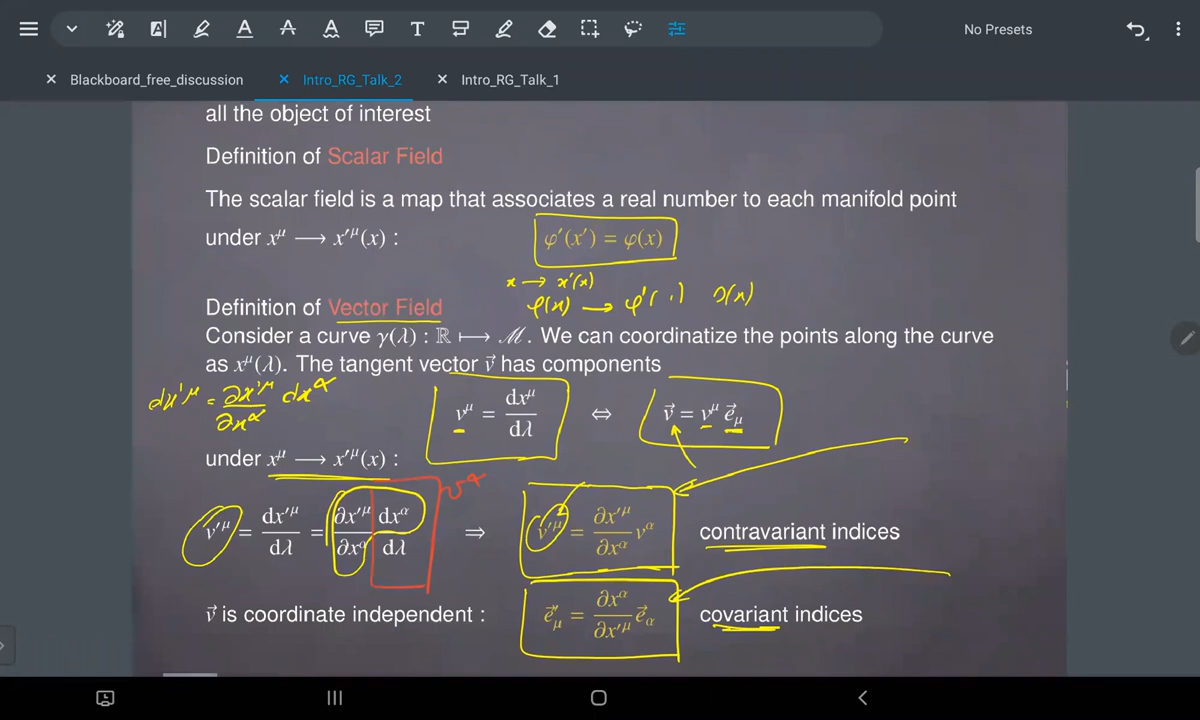 No Presets
Blackboard_free_discussion Intro_RG_Talk_2 Intro_RG_Talk_1
all the object of interest
Definition of Scalar Field
The scalar field is a map that associates a real number to each manifold point
under x^μ ⟶ x′^μ(x) : φ′(x′) = φ(x)
x → x′(x)
φ(x) → φ′( . )
Definition of Vector Field
Consider a curve γ(λ) : ℝ ⟼ ℳ. We can coordinatize the points along the curve
as x^μ(λ). The tangent vector v⃗ has components
dx′^μ = ∂x′^μ/∂x^α dx^α
v^μ = dx^μ/dλ ⇔ v⃗ = v^μ e⃗_μ
under x^μ ⟶ x′^μ(x) :
v^α
v′^μ = dx′^μ/dλ = ∂x′^μ/∂x^α dx^α/dλ ⇒ v′^μ = ∂x′^μ/∂x^α v^α contravariant indices
v⃗ is coordinate independent : e⃗′_μ = ∂x^α/∂x′^μ e⃗_α covariant indices